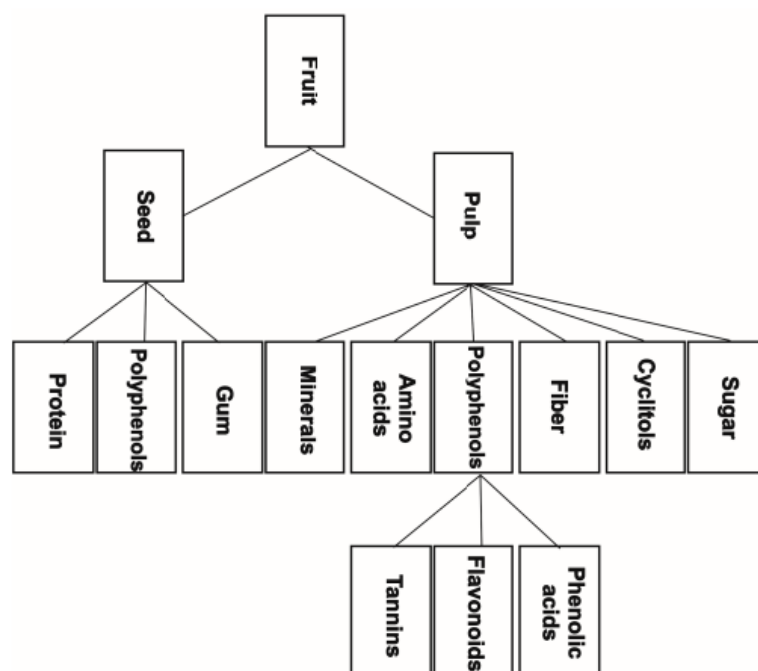 Fruit
Seed
Pulp
Protein
Polyphenols
Gum
Minerals
Amino
acids
Polyphenols
Fiber
Cyclitols
Sugar
Tannins
Flavonoids
Phenolic
acids